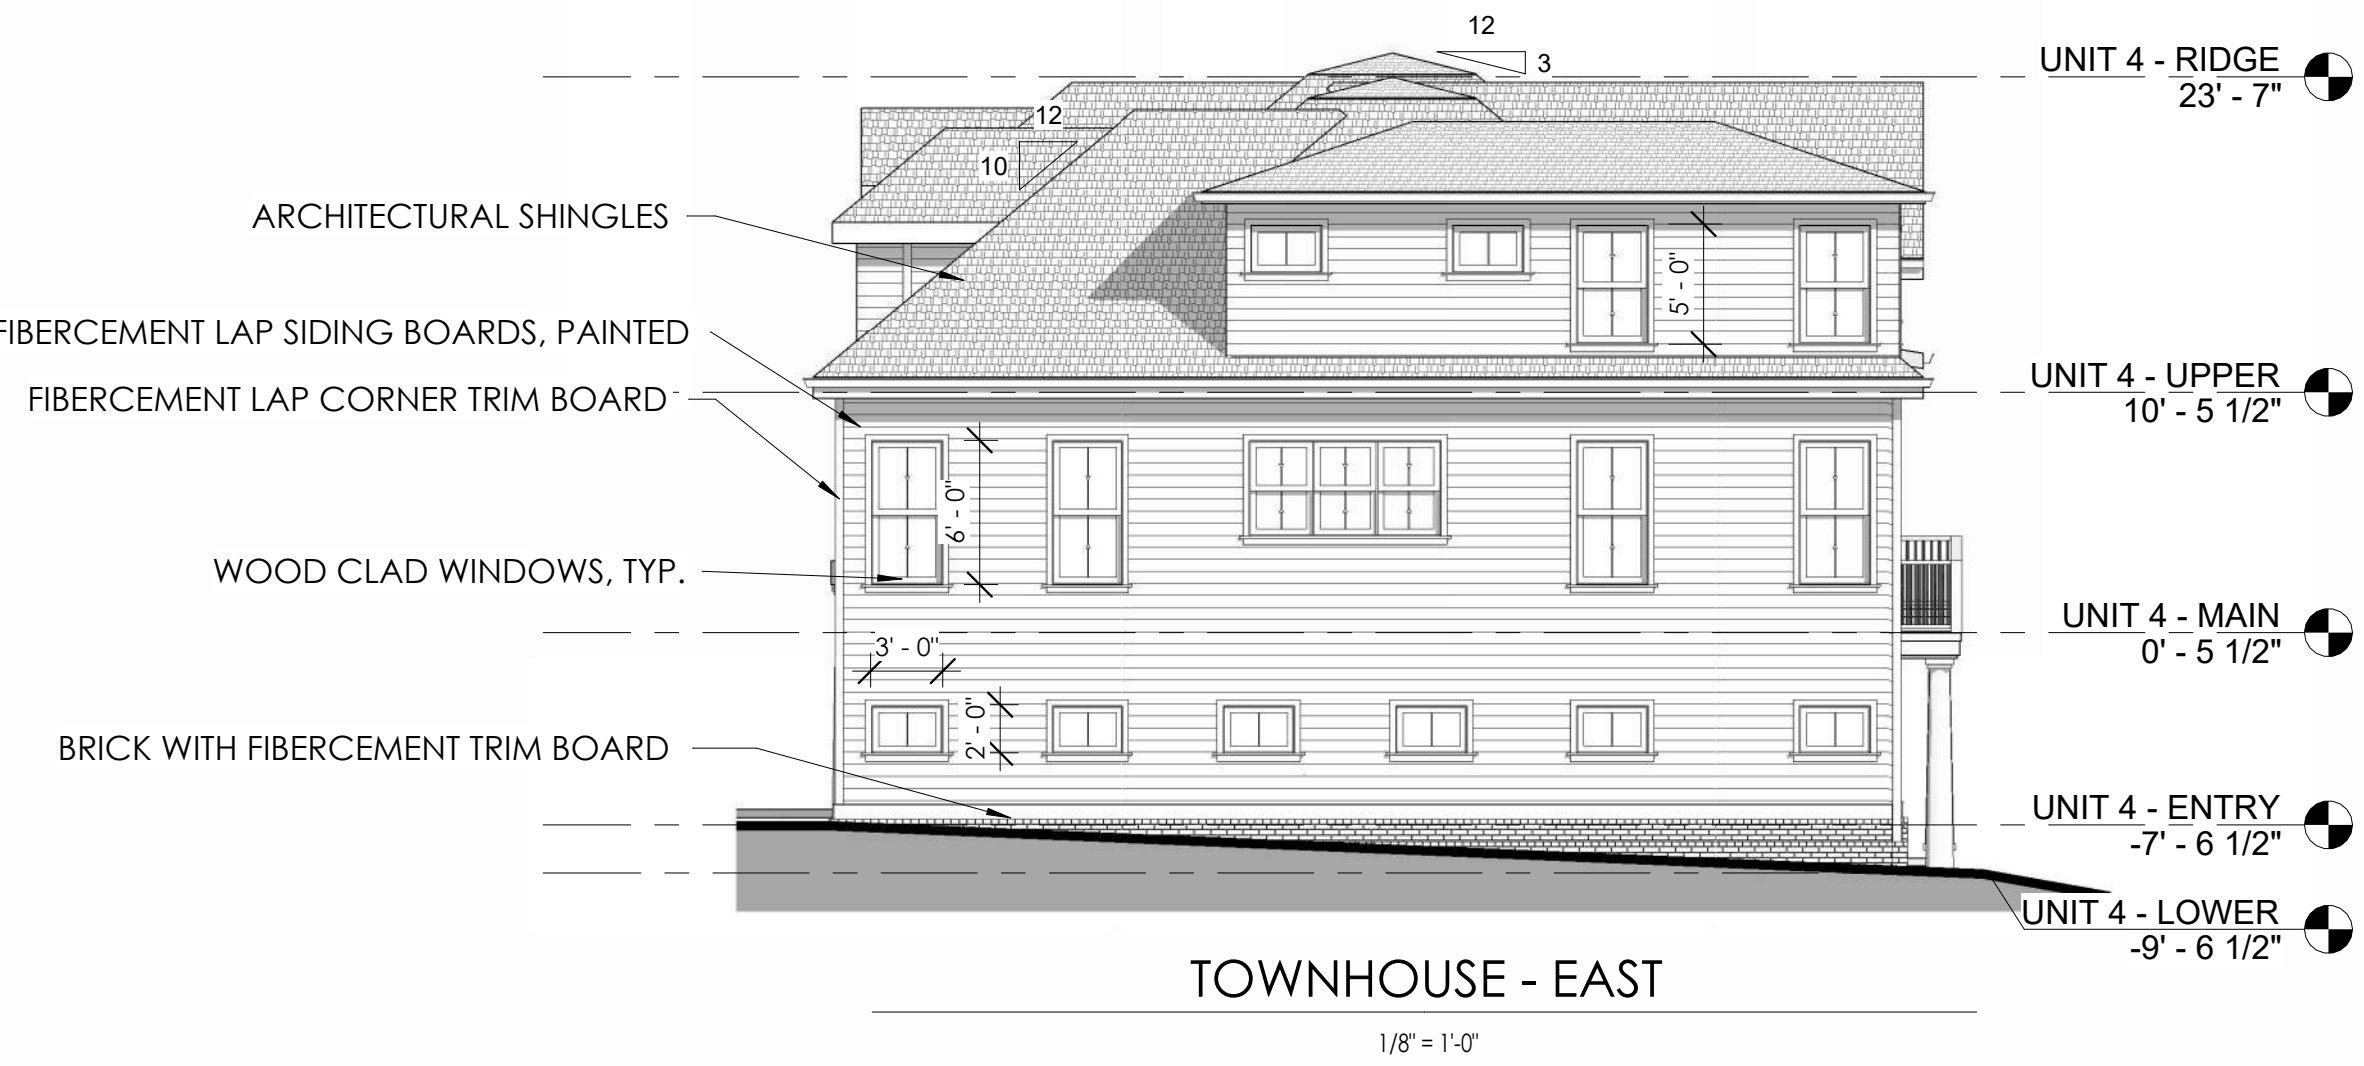 12
3
UNIT 4 - RIDGE
23' - 7"
12
10
ARCHITECTURAL SHINGLES
5' - 0"
FIBERCEMENT LAP SIDING BOARDS, PAINTED
UNIT 4 - UPPER
10' - 5 1/2"
FIBERCEMENT LAP CORNER TRIM BOARD
6' - 0"
WOOD CLAD WINDOWS, TYP.
UNIT 4 - MAIN
0' - 5 1/2"
3' - 0"
2' - 0"
BRICK WITH FIBERCEMENT TRIM BOARD
UNIT 4 - ENTRY
-7' - 6 1/2"
UNIT 4 - LOWER
-9' - 6 1/2"
TOWNHOUSE - EAST
1/8" = 1'-0"